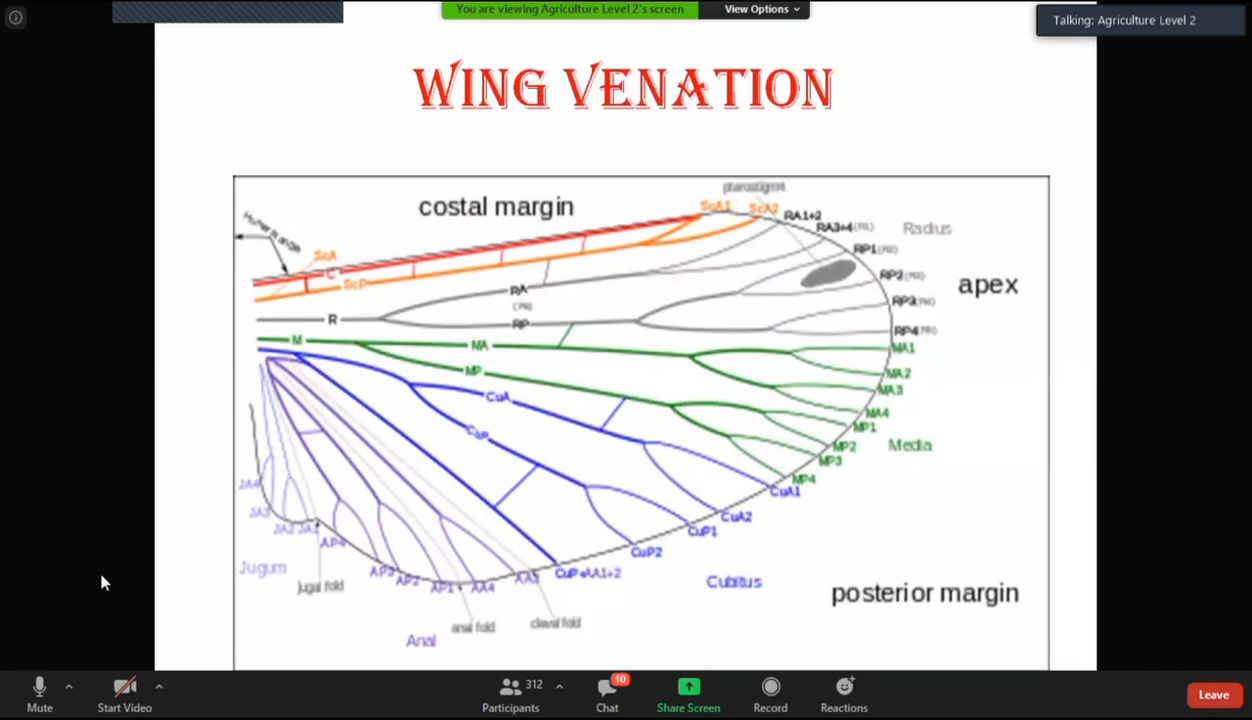 You are viewing Agriculture Level 2's screen
View Options
Talking: Agriculture Level 2
WING VENATION
costal margin
pterostigma
ScA1
ScA2
RA1+2
RA3+4
RP1
Radius
RP2
RP3
RP4
apex
Humeral angle
ScA
C
ScP
RA
R
RP
M
MA
MP
MA1
MA2
MA3
MA4
MP1
MP2
MP3
MP4
Media
CuA
CuP
CuA1
CuA2
CuP1
CuP2
CuP+AA1+2
Cubitus
JA4
JA3
JA2
JA1
AP4
AP3
AP2
AP1
AA4
AA3
Jugum
jugal fold
anal fold
claval fold
Anal
posterior margin
Mute
Start Video
312
Participants
10
Chat
Share Screen
Record
Reactions
Leave